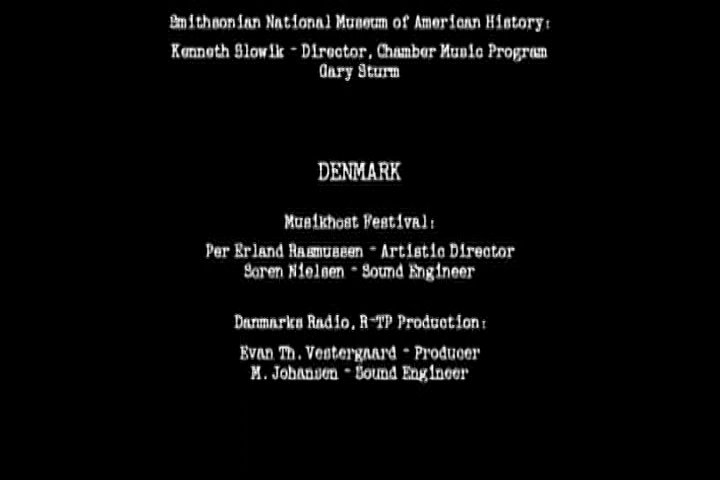 Smithsonian National Museum of American History:
Kenneth Slowik - Director, Chamber Music Program
Gary Sturm
DENMARK
Musikhost Festival:
Per Erland Rasmussen - Artistic Director
Soren Nielsen - Sound Engineer
Danmarks Radio, R-TP Production:
Evan Th. Vestergaard - Producer
M. Johansen - Sound Engineer